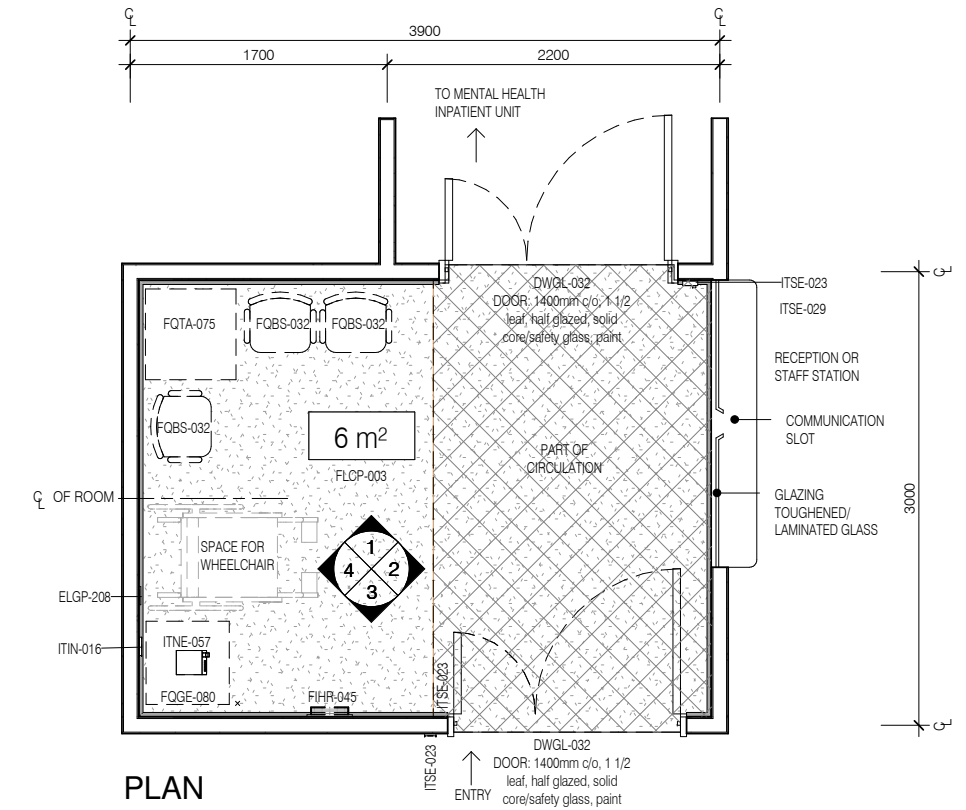 ℄
℄
3900
1700
2200
TO MENTAL HEALTH
INPATIENT UNIT
℄
DWGL-032
DOOR: 1400mm c/o, 1 1/2
leaf, half glazed, solid
core/safety glass, paint
ITSE-023
ITSE-029
FQTA-075
FQBS-032
FQBS-032
RECEPTION OR
STAFF STATION
FQBS-032
6 m²
FLCP-003
PART OF
CIRCULATION
COMMUNICATION
SLOT
℄ OF ROOM
GLAZING
TOUGHENED/
LAMINATED GLASS
3000
SPACE FOR
WHEELCHAIR
1
4
2
3
ELGP-208
ITIN-016
ITNE-057
FQGE-080
FIHR-045
ITSE-023
℄
ITSE-023
DWGL-032
DOOR: 1400mm c/o, 1 1/2
leaf, half glazed, solid
core/safety glass, paint
ENTRY
PLAN